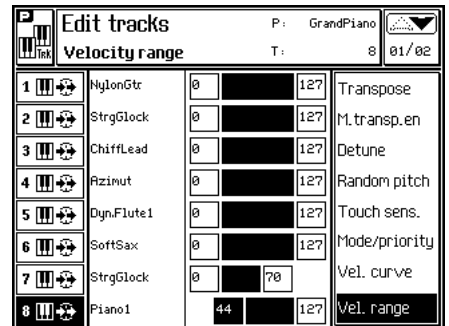 P Edit tracks P: GrandPiano
TRK Velocity range T: 8 01/02
1 NylonGtr 0 127 Transpose
2 StrgGlock 0 127 M.transp.en
3 ChiffLead 0 127 Detune
4 Azimut 0 127 Random pitch
5 Dyn.Flute1 0 127 Touch sens.
6 SoftSax 0 127 Mode/priority
7 StrgGlock 0 70 Vel. curve
8 Piano1 44 127 Vel. range